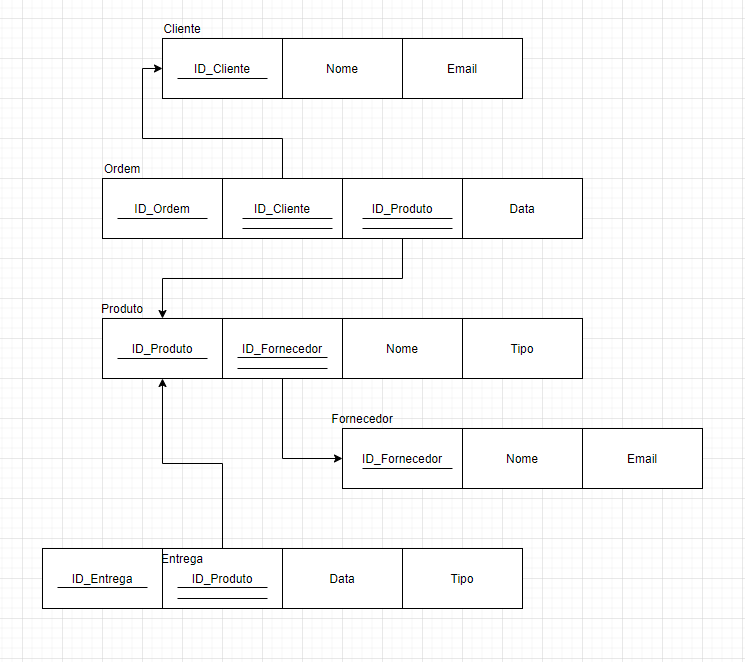 Cliente
ID_Cliente Nome Email
Ordem
ID_Ordem ID_Cliente ID_Produto Data
Produto
ID_Produto ID_Fornecedor Nome Tipo
Fornecedor
ID_Fornecedor Nome Email
Entrega
ID_Entrega ID_Produto Data Tipo